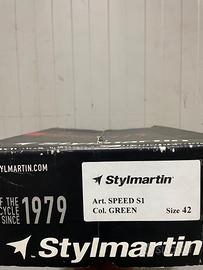 YLMARTIN.COM
OF THE
CYCLE
SINCE
1979
Stylmartin
Art. SPEED S1
Col. GREEN
Size 42
Stylmartin